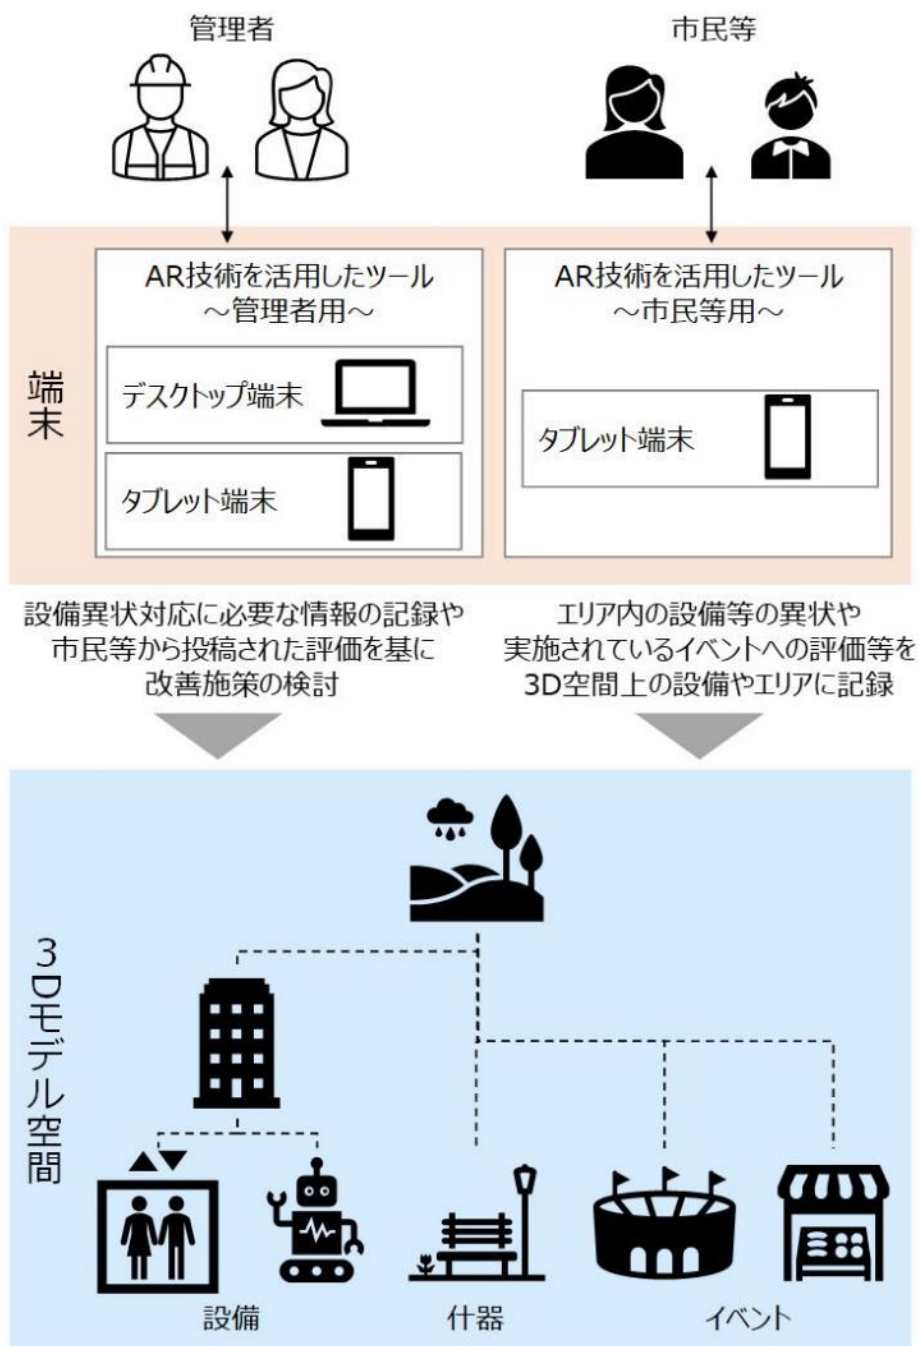 管理者
市民等
端末
AR技術を活用したツール
～管理者用～
デスクトップ端末
タブレット端末
AR技術を活用したツール
～市民等用～
タブレット端末
設備異状対応に必要な情報の記録や
市民等から投稿された評価を基に
改善施策の検討
エリア内の設備等の異状や
実施されているイベントへの評価等を
3D空間上の設備やエリアに記録
3Dモデル空間
設備
什器
イベント